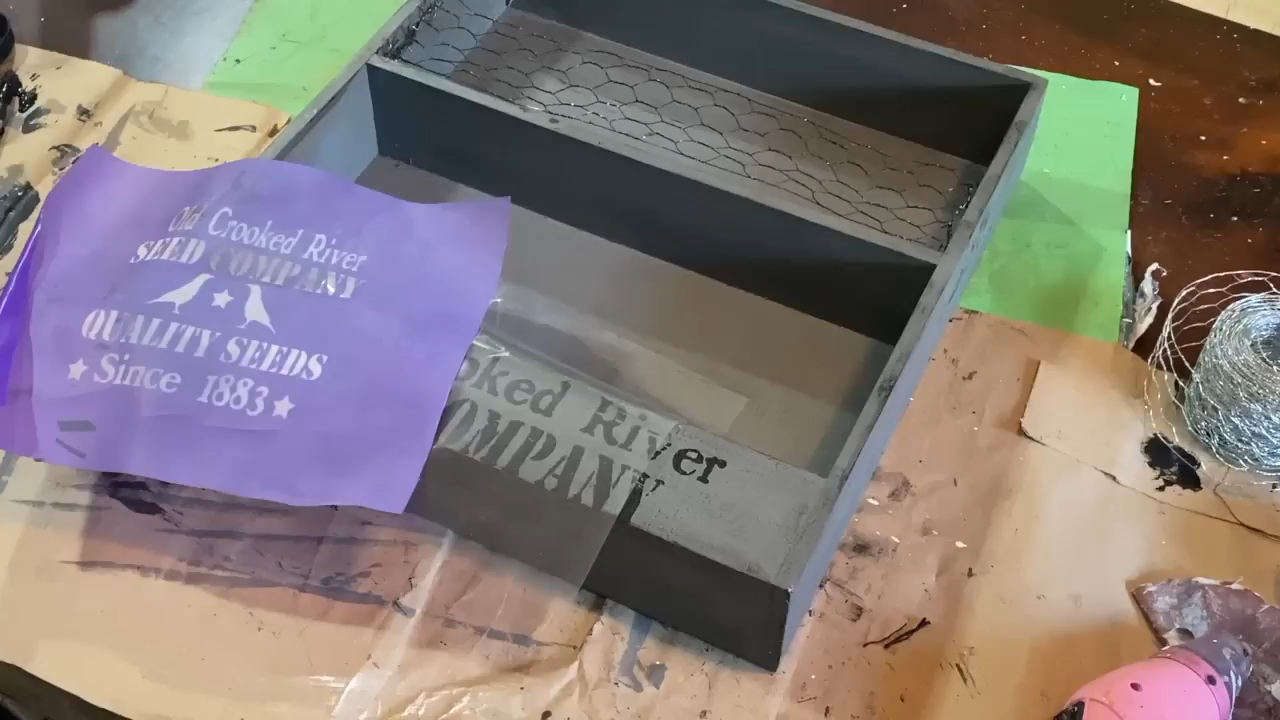 Old Crooked River
SEED COMPANY
QUALITY SEEDS
Since 1883
oked River
OMPANY